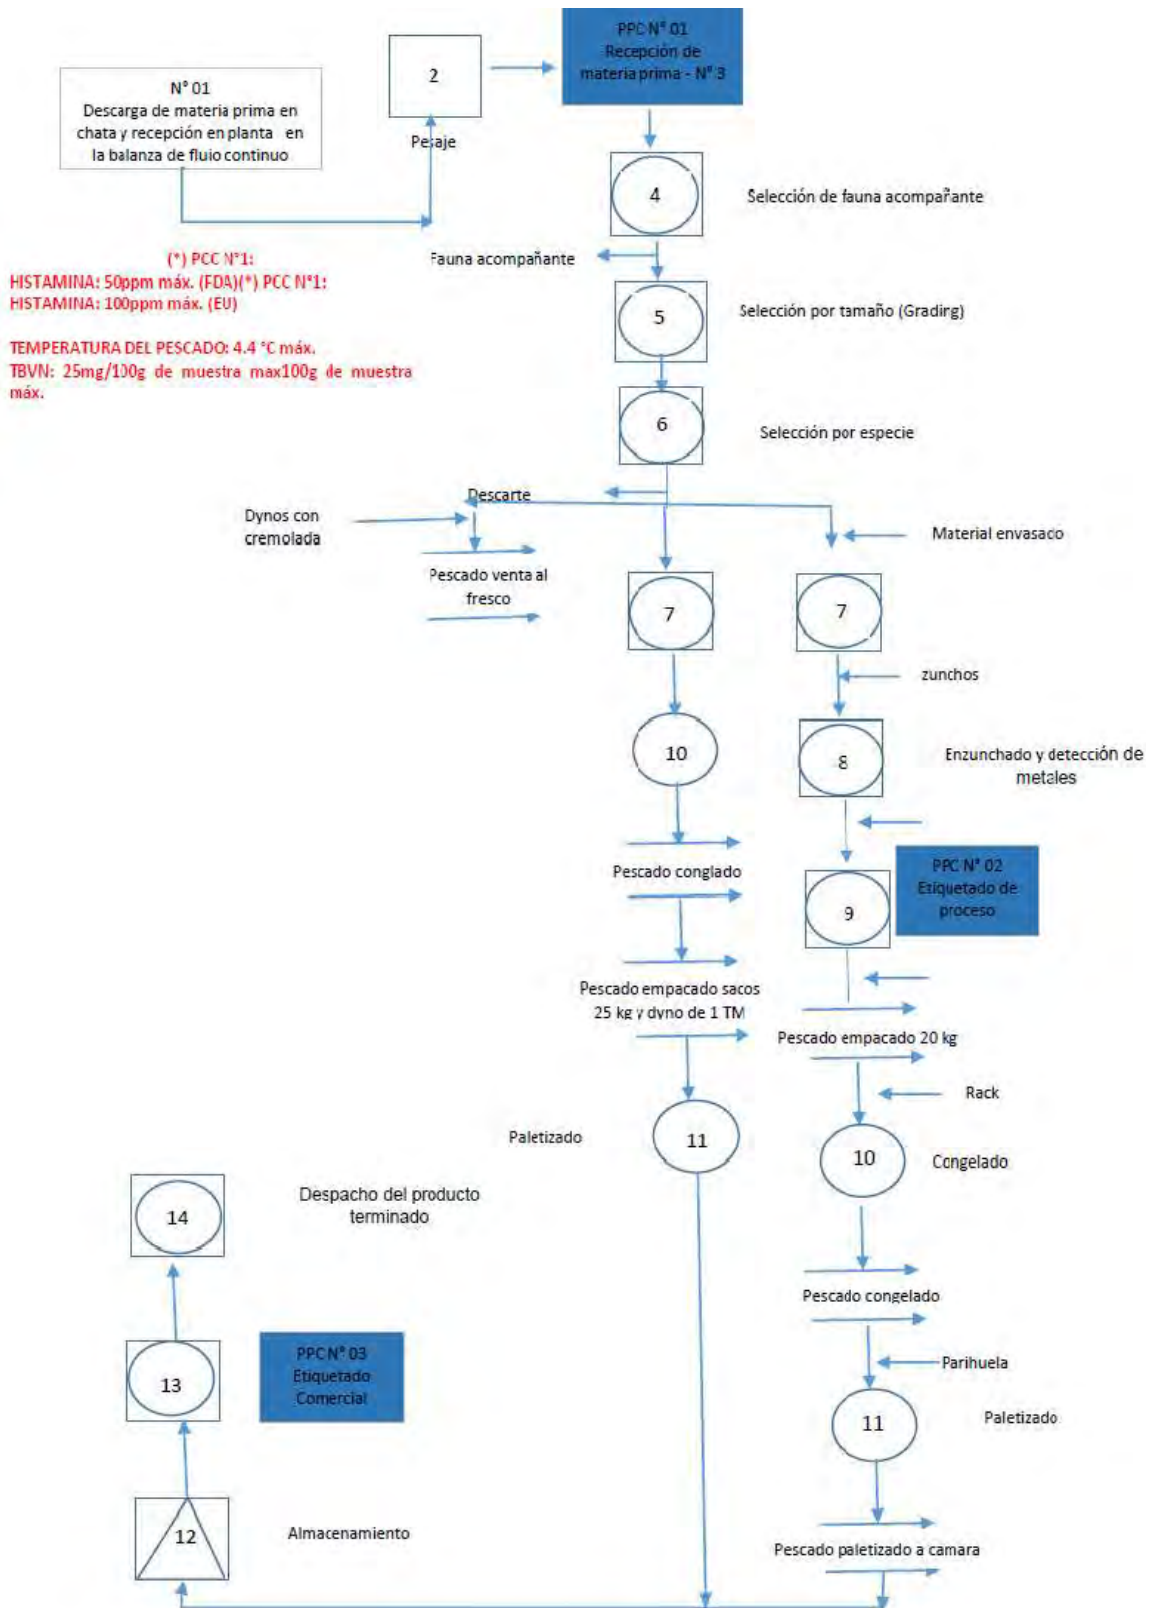 PPC N° 01
Recepción de
materia prima - N° 3
2
N° 01
Descarga de materia prima en
chata y recepción en planta en
la balanza de fluio continuo
Pesaje
4
Selección de fauna acompañante
(*) PCC N°1:
HISTAMINA: 50ppm máx. (FDA)(*) PCC N°1:
HISTAMINA: 100ppm máx. (EU)
TEMPERATURA DEL PESCADO: 4.4 °C máx.
TBVN: 25mg/100g de muestra max100g de muestra
máx.
Fauna acompañante
5
Selección por tamaño (Grading)
6
Selección por especie
Descarte
Dynos con
cremolada
Material envasaco
Pescado venta al
fresco
7
7
zunchos
10
8
Enzunchado y detección de
metales
Pescado conglado
PPC N° 02
Etiquetado de
proceso
9
Pescado empacado sacos
25 kg y dyno de 1 TM
Pescado empacado 20 kg
Rack
Paletizado
11
10
Congelado
14
Despacho del producto
terminado
Pescado congelado
PPC N° 03
Etiquetado
Comercial
13
Parihuela
11
Paletizado
12
Almacenamiento
Pescado paletizado a camara